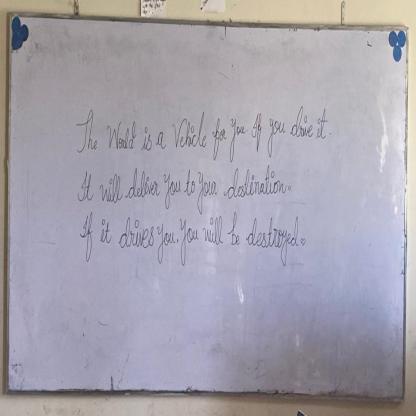 The World is a Vehicle for you If you drive it.
It will deliver you to your destination.
If it drives you, you will be destroyed.